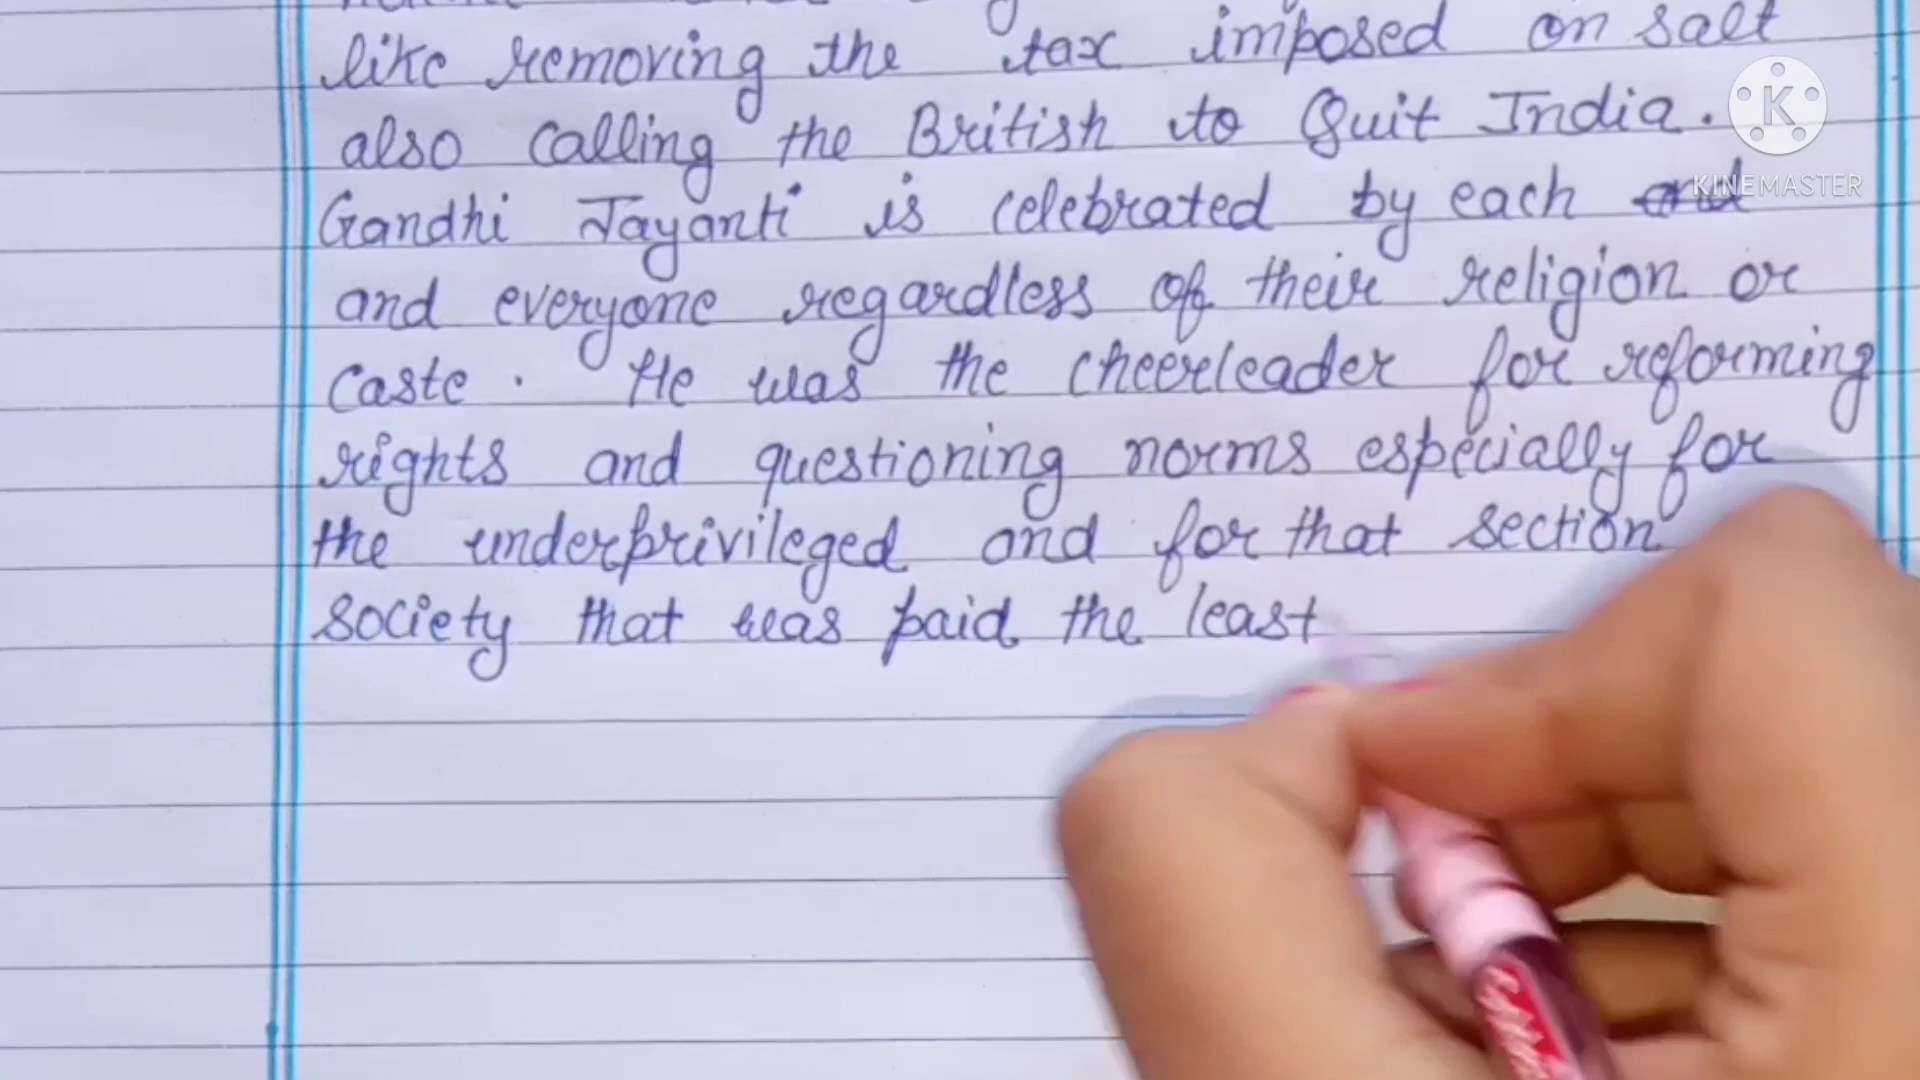 like removing the tax imposed on salt
also calling the British to Quit India.
Gandhi Jayanti is celebrated by each and
and everyone regardless of their religion or
caste. He was the cheerleader for reforming
rights and questioning norms especially for
the underprivileged and for that section
society that was paid the least
K
KINEMASTER